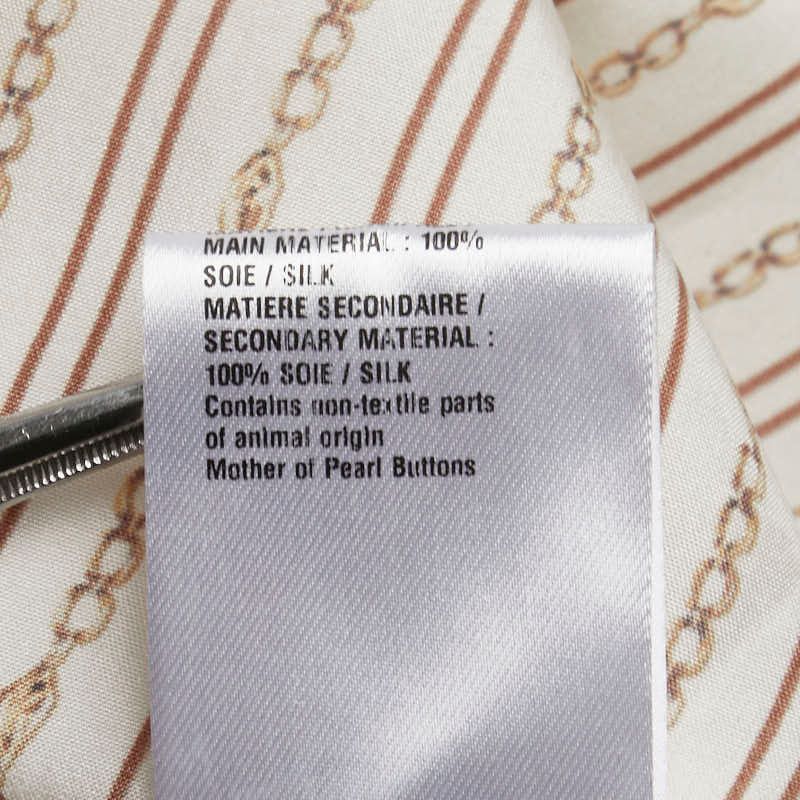 MAIN MATERIAL : 100%
SOIE / SILK
MATIERE SECONDAIRE /
SECONDARY MATERIAL :
100% SOIE / SILK
Contains non-textile parts
of animal origin
Mother of Pearl Buttons